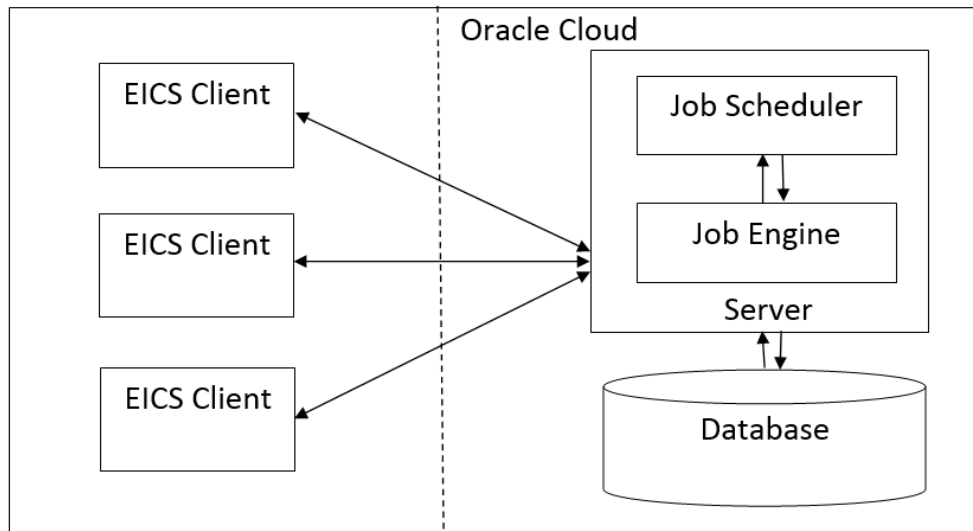 Oracle Cloud
EICS Client
Job Scheduler
EICS Client
Job Engine
Server
EICS Client
Database